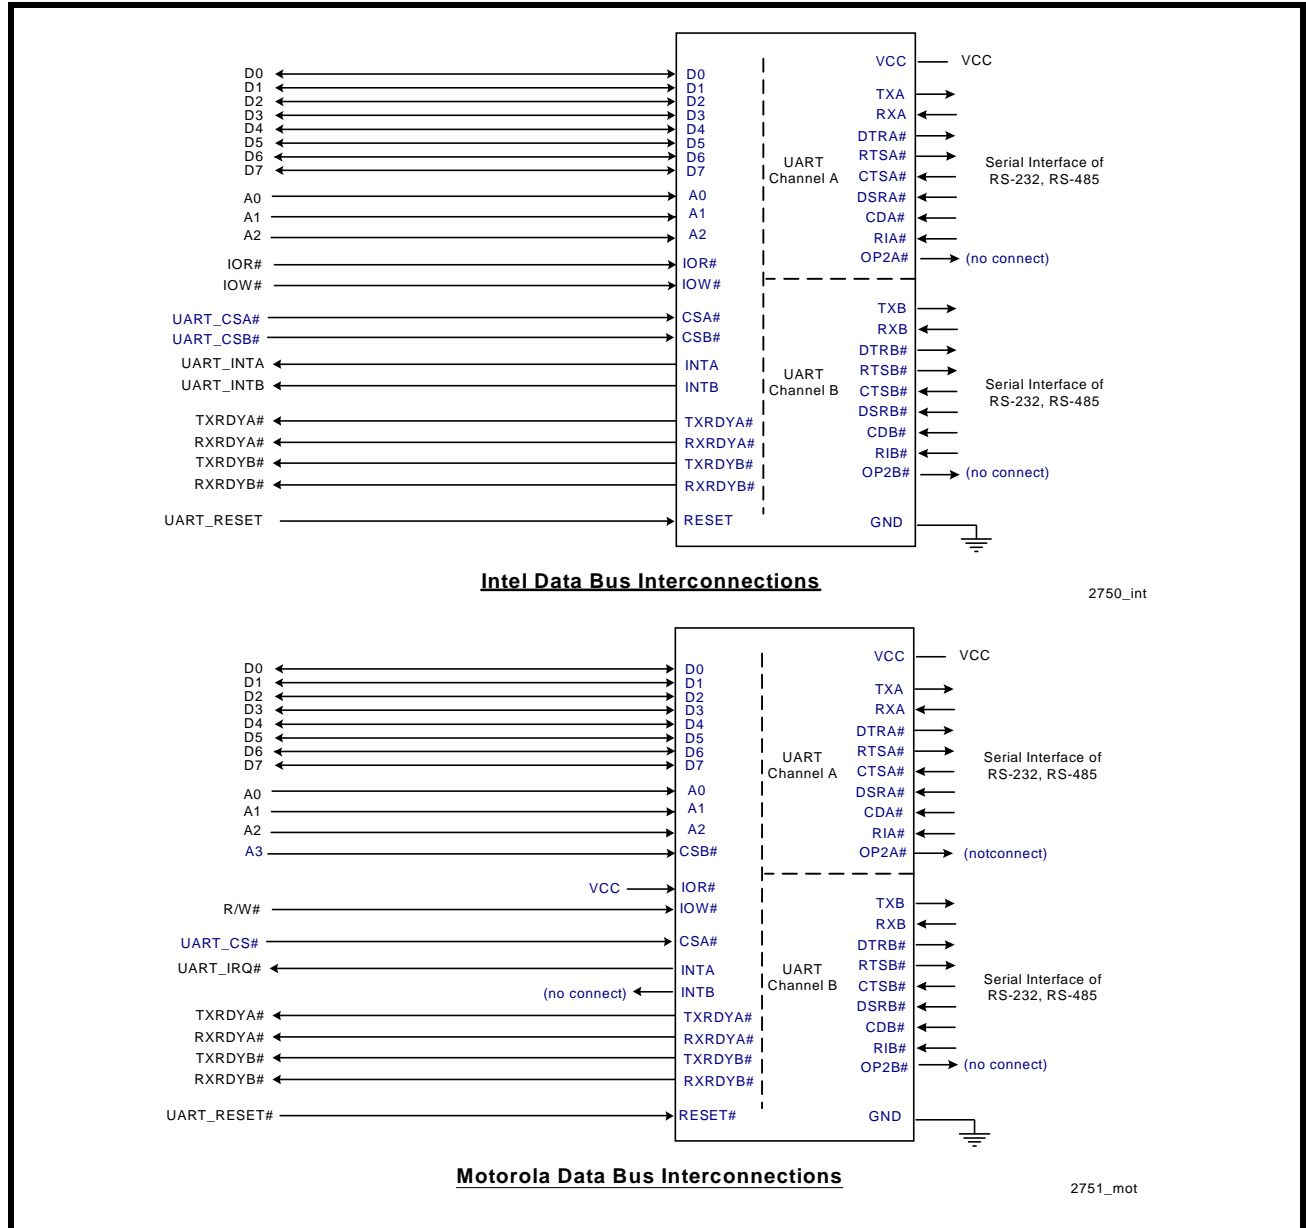 VCC VCC
D0 D0
D1 D1
D2 D2
D3 D3
D4 D4
D5 D5
D6 D6
D7 D7
A0 A0
A1 A1
A2 A2
IOR# IOR#
IOW# IOW#
UART_CSA# CSA#
UART_CSB# CSB#
UART_INTA INTA
UART_INTB INTB
TXRDYA# TXRDYA#
RXRDYA# RXRDYA#
TXRDYB# TXRDYB#
RXRDYB# RXRDYB#
UART_RESET RESET
UART
Channel A
TXA
RXA
DTRA#
RTSA#
CTSA#
DSRA#
CDA#
RIA#
OP2A# (no connect)
Serial Interface of
RS-232, RS-485
UART
Channel B
TXB
RXB
DTRB#
RTSB#
CTSB#
DSRB#
CDB#
RIB#
OP2B# (no connect)
Serial Interface of
RS-232, RS-485
GND
Intel Data Bus Interconnections
2750_int
VCC VCC
D0 D0
D1 D1
D2 D2
D3 D3
D4 D4
D5 D5
D6 D6
D7 D7
A0 A0
A1 A1
A2 A2
A3 CSB#
VCC IOR#
R/W# IOW#
UART_CS# CSA#
UART_IRQ# INTA
(no connect) INTB
TXRDYA# TXRDYA#
RXRDYA# RXRDYA#
TXRDYB# TXRDYB#
RXRDYB# RXRDYB#
UART_RESET# RESET#
UART
Channel A
TXA
RXA
DTRA#
RTSA#
CTSA#
DSRA#
CDA#
RIA#
OP2A# (notconnect)
Serial Interface of
RS-232, RS-485
UART
Channel B
TXB
RXB
DTRB#
RTSB#
CTSB#
DSRB#
CDB#
RIB#
OP2B# (no connect)
Serial Interface of
RS-232, RS-485
GND
Motorola Data Bus Interconnections
2751_mot